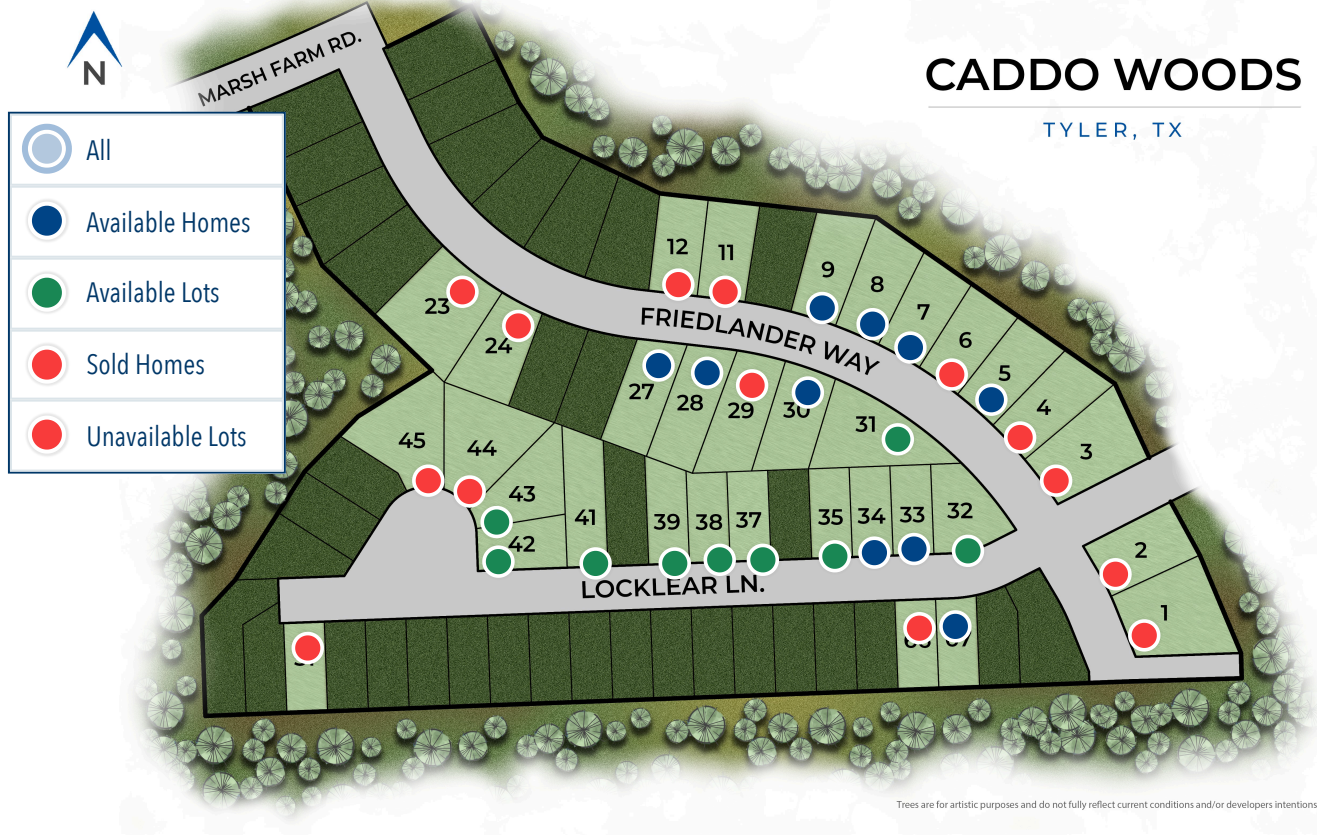 N
MARSH FARM RD.
CADDO WOODS
TYLER, TX
All
Available Homes
Available Lots
Sold Homes
Unavailable Lots
12
11
9
8
7
6
5
4
3
2
1
FRIEDLANDER WAY
23
24
27
28
29
30
31
45
44
43
42
41
39
38
37
35
34
33
32
LOCKLEAR LN.
67
Trees are for artistic purposes and do not fully reflect current conditions and/or developers intentions